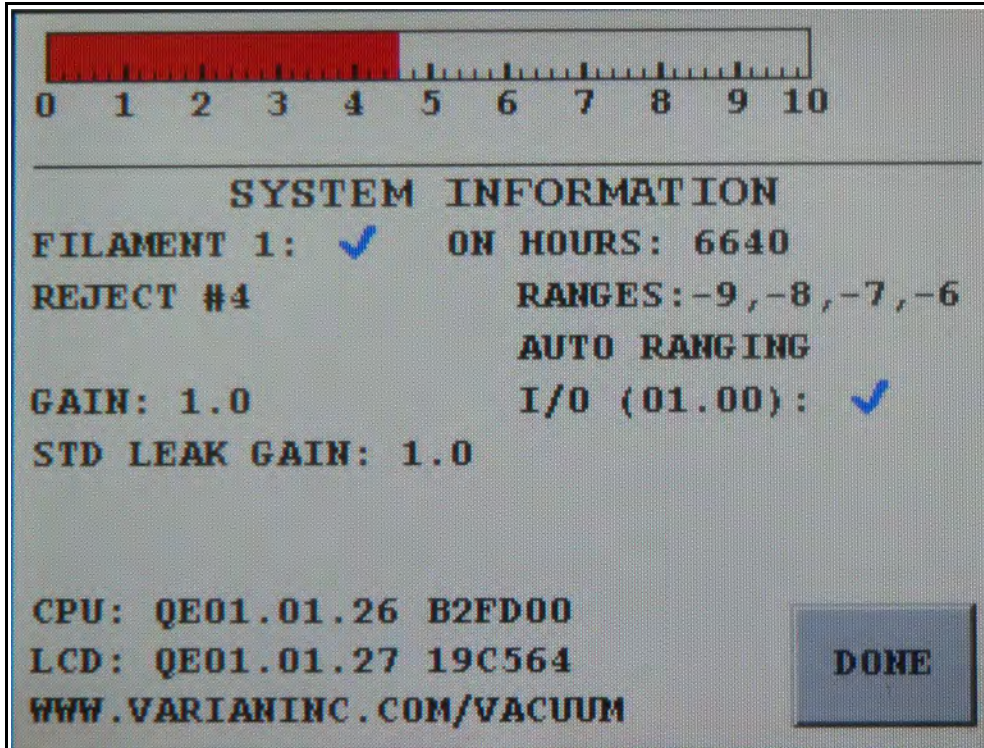 0 1 2 3 4 5 6 7 8 9 10
SYSTEM INFORMATION
FILAMENT 1: ✓ ON HOURS: 6640
REJECT #4 RANGES:-9,-8,-7,-6
AUTO RANGING
GAIN: 1.0 I/O (01.00): ✓
STD LEAK GAIN: 1.0
CPU: QE01.01.26 B2FD00
LCD: QE01.01.27 19C564
DONE
WWW.VARIANINC.COM/VACUUM